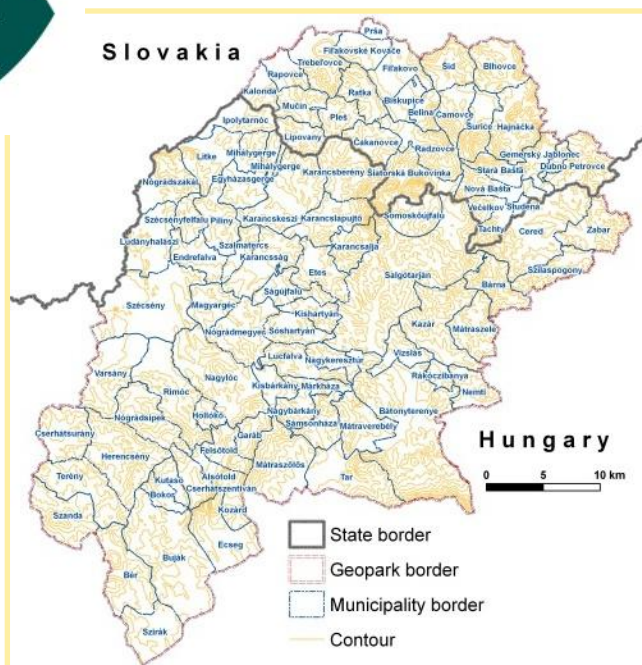 Slovakia
Prša
Fiľakovské Kováče
Trebeľovce
Fiľakovo
Šid
Blhovce
Rapovce
Ratka
Biskupice
Kalonda
Mučín
Pleš
Belina
Čamovce
Šurice
Hajnáčka
Ipolytarnóc
Lipovany
Čakanovce
Radzovce
Gemerský Jablonec
Litke
Mihálygerge
Mihálygerge
Karancsberény
Šiatorská Bukovinka
Stará Bašta
Dubno Petrovce
Nógrádszakál
Egyházasgerge
Nová Bašta
Večelkov
Studená
Szécsényfelfalu
Piliny
Karancskeszi
Karancslapujtő
Somoskőújfalu
Tachty
Cered
Zabar
Ludányhalászi
Szalmatercs
Karancsalja
Endrefalva
Karancsság
Etes
Salgótarján
Szilaspogony
Bárna
Ságújfalu
Szécsény
Magyargéc
Kishartyán
Nógrádmegyer
Sóshartyán
Kazár
Mátraszele
Lucfalva
Nagykeresztúr
Vizslás
Varsány
Rimóc
Nagylóc
Kisbárkány
Márkháza
Rákóczibánya
Nemti
Nógrádsipek
Hollókő
Nagybárkány
Bátonyterenye
Cserhátsurány
Garáb
Sámsonháza
Mátraverebély
Herencsény
Felsőtold
Hungary
Terény
Kutasó
Alsótold
Mátraszőlős
Tar
Bokor
Cserhátszentiván
Szanda
Kozárd
Buják
Ecseg
Bér
Szirák
0 5 10 km
State border
Geopark border
Municipality border
Contour